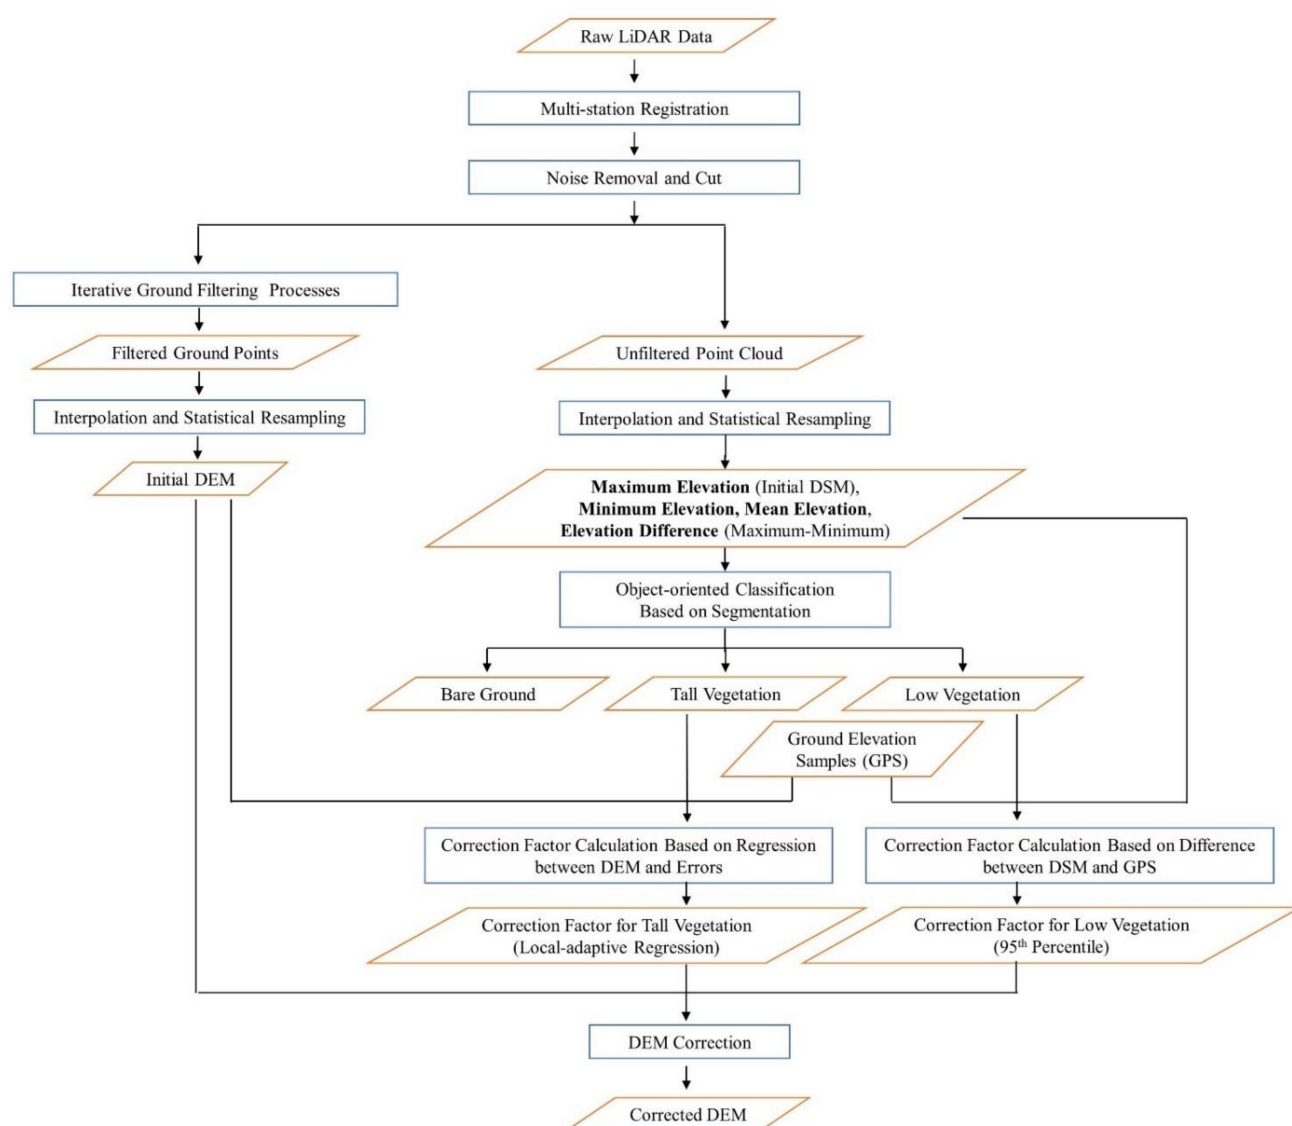 Raw LiDAR Data
Multi-station Registration
Noise Removal and Cut
Iterative Ground Filtering Processes
Filtered Ground Points
Unfiltered Point Cloud
Interpolation and Statistical Resampling
Interpolation and Statistical Resampling
Initial DEM
Maximum Elevation (Initial DSM),
Minimum Elevation, Mean Elevation,
Elevation Difference (Maximum-Minimum)
Object-oriented Classification
Based on Segmentation
Bare Ground
Tall Vegetation
Low Vegetation
Ground Elevation
Samples (GPS)
Correction Factor Calculation Based on Regression
between DEM and Errors
Correction Factor Calculation Based on Difference
between DSM and GPS
Correction Factor for Tall Vegetation
(Local-adaptive Regression)
Correction Factor for Low Vegetation
(95th Percentile)
DEM Correction
Corrected DEM